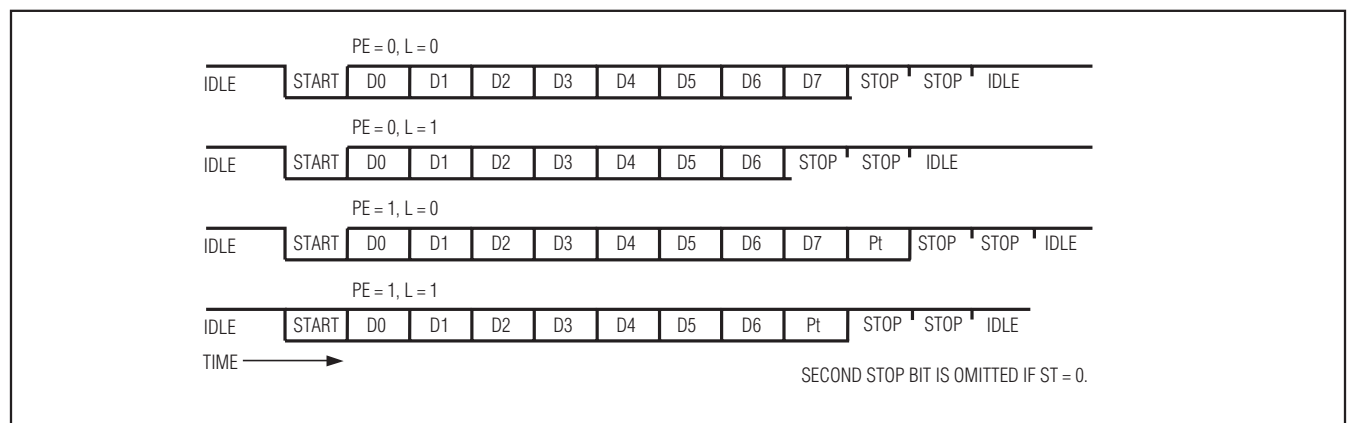 PE = 0, L = 0
IDLE START D0 D1 D2 D3 D4 D5 D6 D7 STOP STOP IDLE
PE = 0, L = 1
IDLE START D0 D1 D2 D3 D4 D5 D6 STOP STOP IDLE
PE = 1, L = 0
IDLE START D0 D1 D2 D3 D4 D5 D6 D7 Pt STOP STOP IDLE
PE = 1, L = 1
IDLE START D0 D1 D2 D3 D4 D5 D6 Pt STOP STOP IDLE
TIME
SECOND STOP BIT IS OMITTED IF ST = 0.